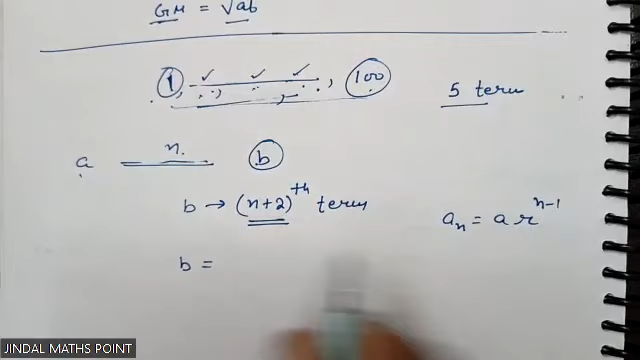 GM = √ab
1 ✓ ✓ ✓ , 100 5 term
a n b
b → (n+2)th term
aₙ = a r^(n-1)
b =
JINDAL MATHS POINT